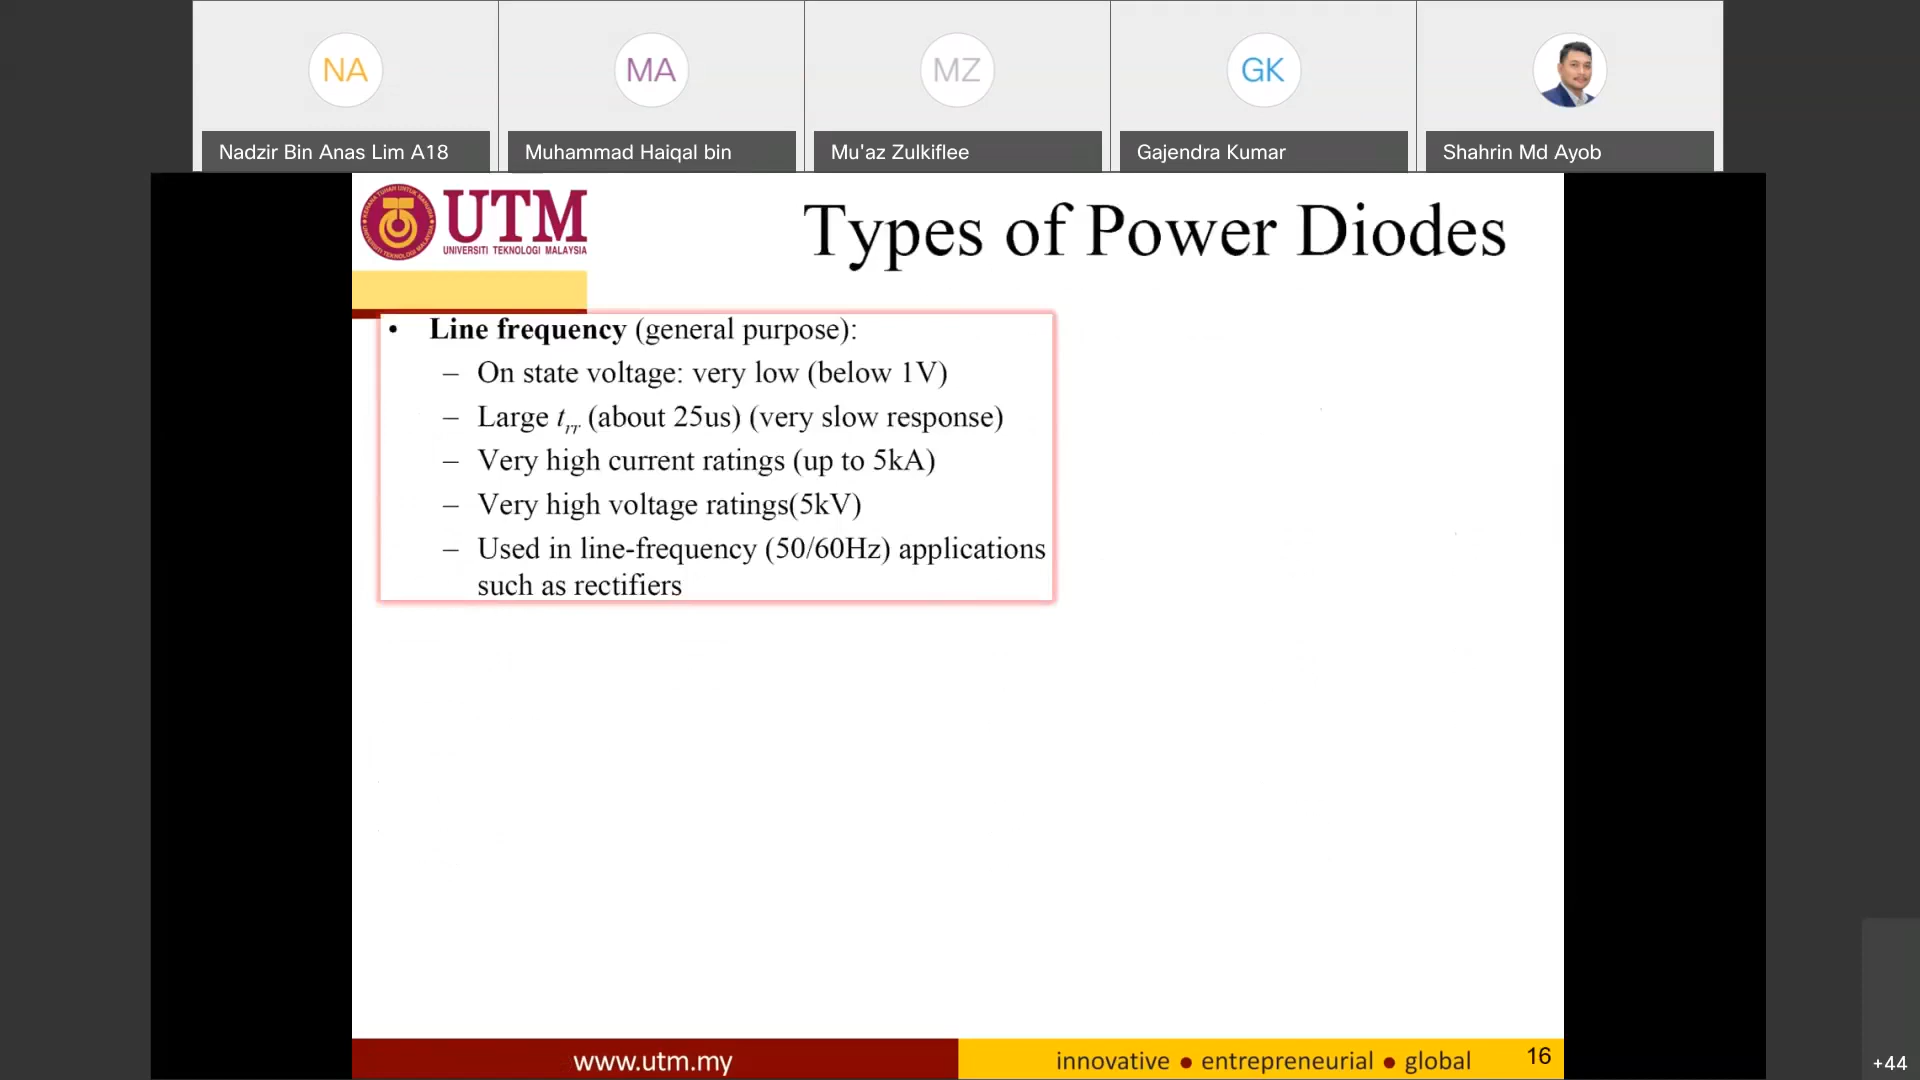 NA
MA
MZ
GK
Nadzir Bin Anas Lim A18
Muhammad Haiqal bin
Mu'az Zulkiflee
Gajendra Kumar
Shahrin Md Ayob
UTM
UNIVERSITI TEKNOLOGI MALAYSIA
Types of Power Diodes
• Line frequency (general purpose):
– On state voltage: very low (below 1V)
– Large trr (about 25us) (very slow response)
– Very high current ratings (up to 5kA)
– Very high voltage ratings(5kV)
– Used in line-frequency (50/60Hz) applications
such as rectifiers
www.utm.my
innovative ● entrepreneurial ● global
16
+44